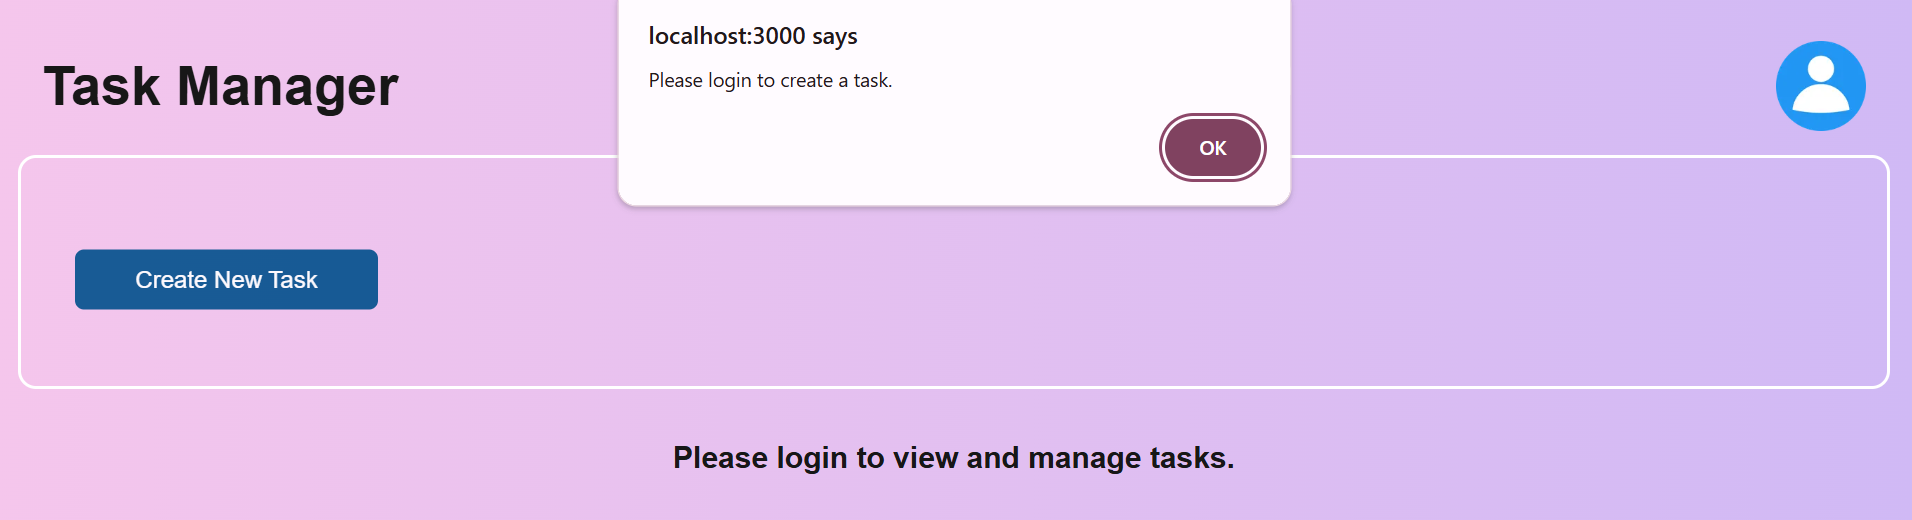 localhost:3000 says
Please login to create a task.
OK
Task Manager
Create New Task
Please login to view and manage tasks.